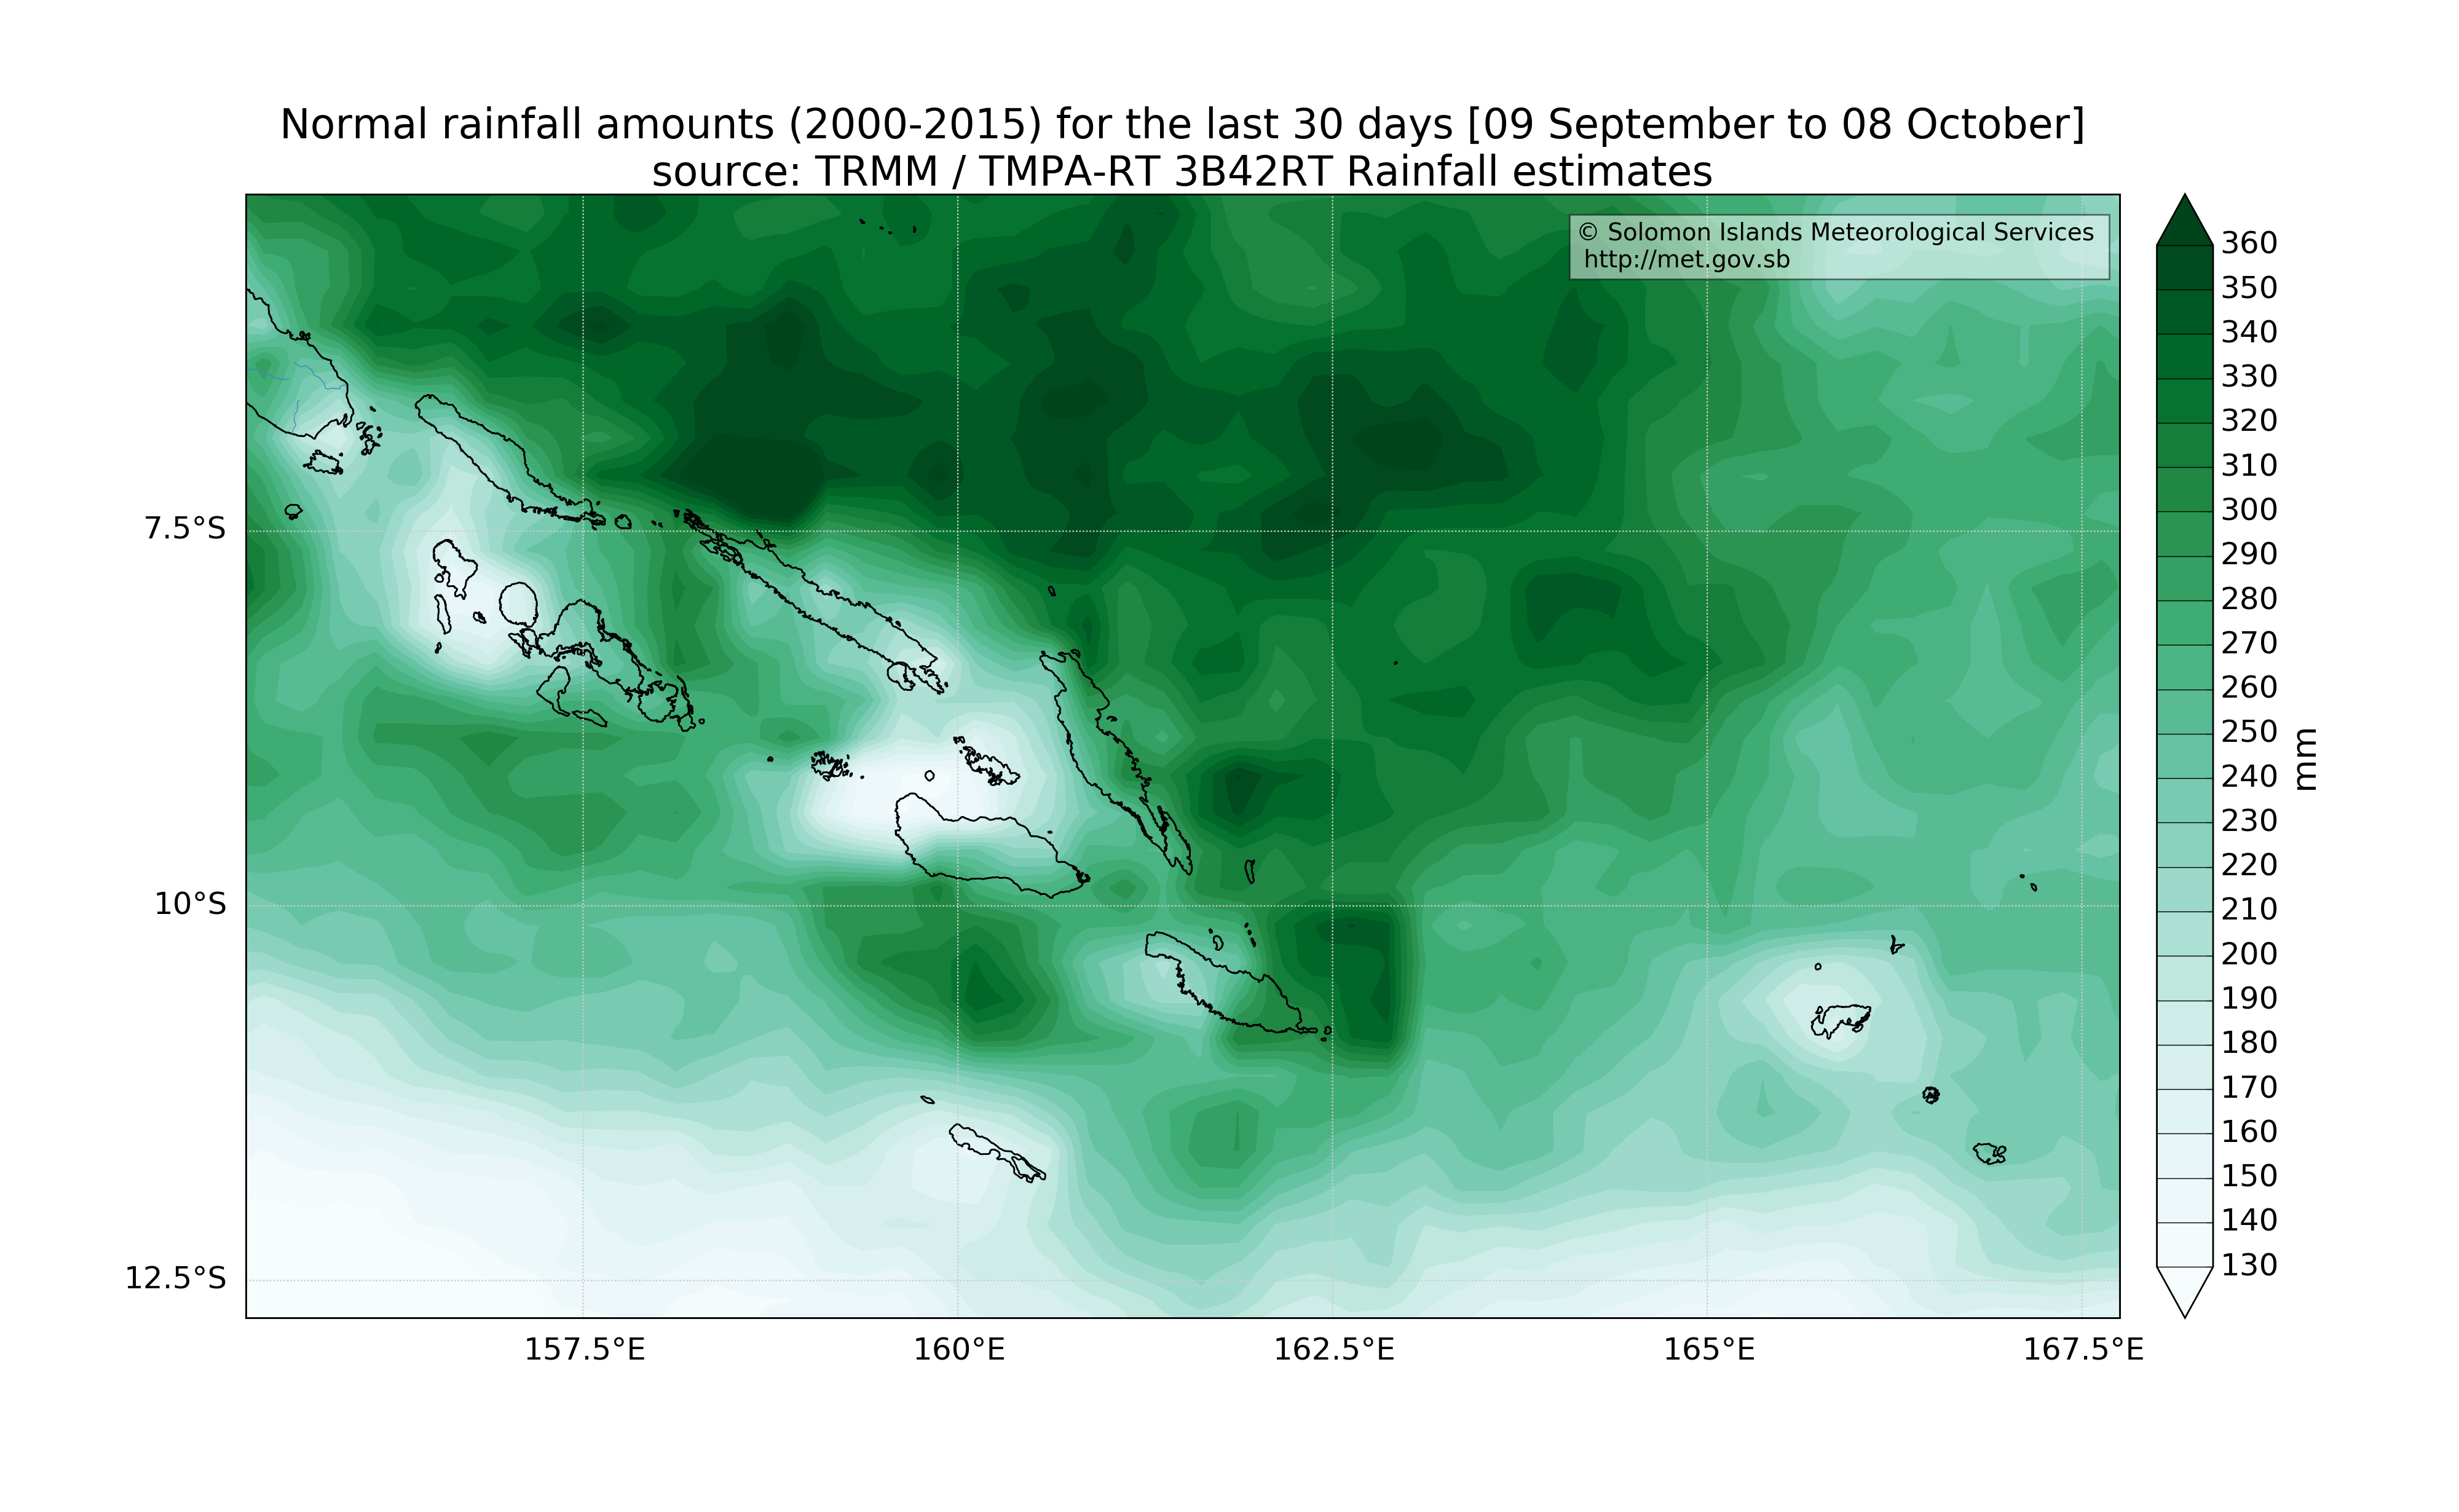 Normal rainfall amounts (2000-2015) for the last 30 days [09 September to 08 October]
source: TRMM / TMPA-RT 3B42RT Rainfall estimates
© Solomon Islands Meteorological Services
http://met.gov.sb
7.5°S
10°S
12.5°S
157.5°E
160°E
162.5°E
165°E
167.5°E
360
350
340
330
320
310
300
290
280
270
260
250
240
230
220
210
200
190
180
170
160
150
140
130
mm